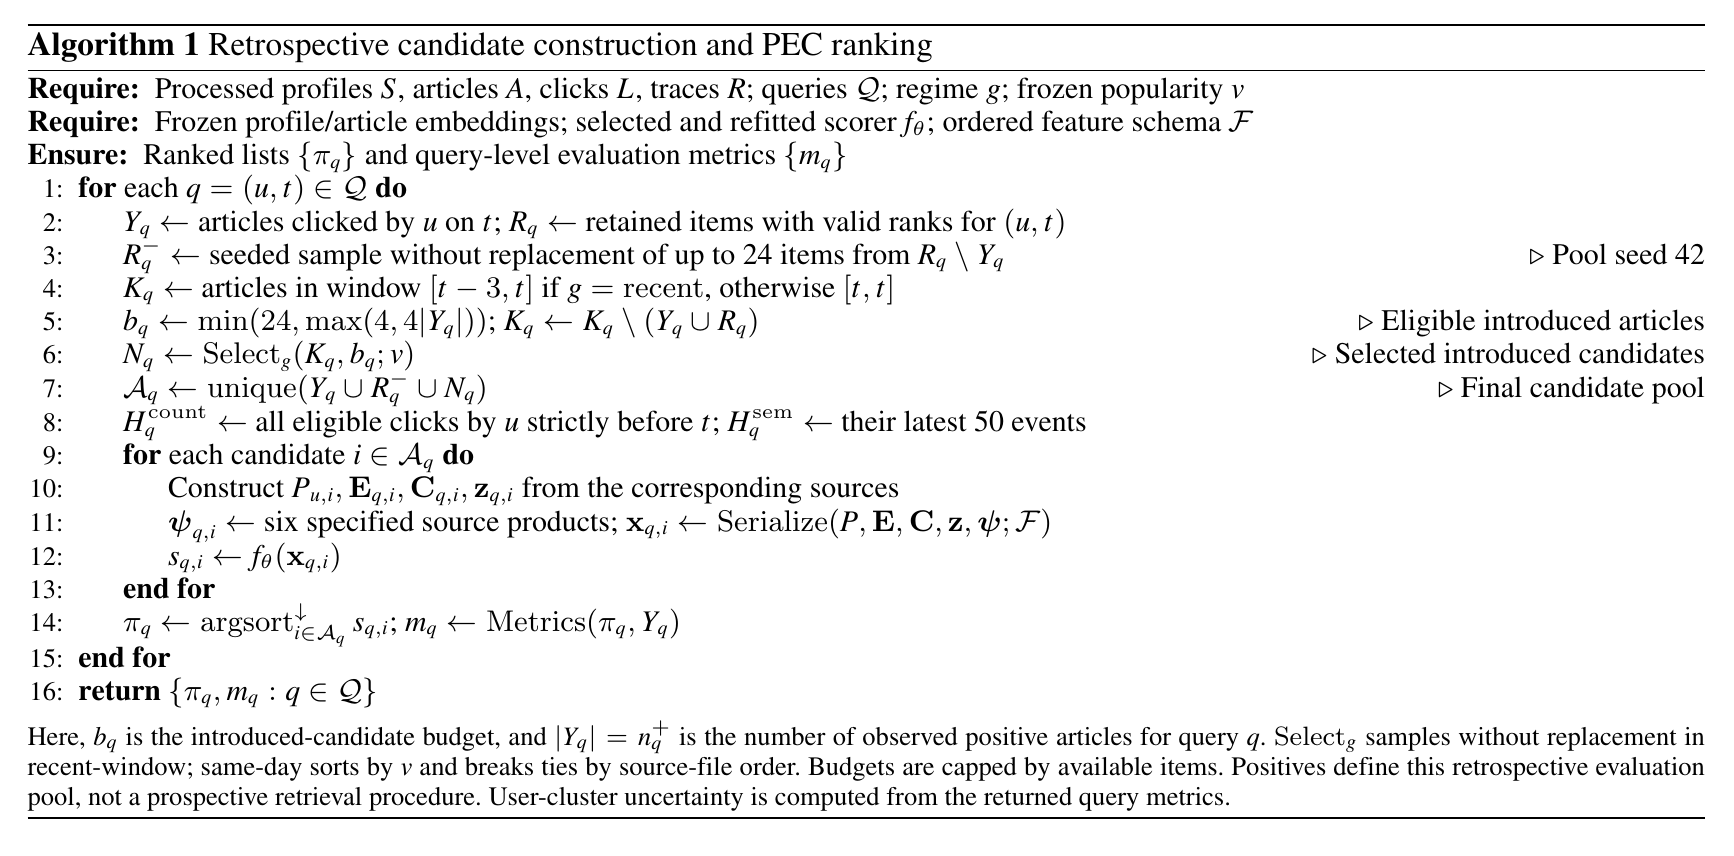 Algorithm 1 Retrospective candidate construction and PEC ranking
Require: Processed profiles S, articles A, clicks L, traces R; queries 𝒬; regime g; frozen popularity v
Require: Frozen profile/article embeddings; selected and refitted scorer f_θ; ordered feature schema ℱ
Ensure: Ranked lists {π_q} and query-level evaluation metrics {m_q}
1: for each q = (u, t) ∈ 𝒬 do
2: Y_q ← articles clicked by u on t; R_q ← retained items with valid ranks for (u, t)
3: R_q^− ← seeded sample without replacement of up to 24 items from R_q \ Y_q ▷ Pool seed 42
4: K_q ← articles in window [t − 3, t] if g = recent, otherwise [t, t]
5: b_q ← min(24, max(4, 4|Y_q|)); K_q ← K_q \ (Y_q ∪ R_q) ▷ Eligible introduced articles
6: N_q ← Select_g(K_q, b_q; v) ▷ Selected introduced candidates
7: 𝒜_q ← unique(Y_q ∪ R_q^− ∪ N_q) ▷ Final candidate pool
8: H_q^count ← all eligible clicks by u strictly before t; H_q^sem ← their latest 50 events
9: for each candidate i ∈ 𝒜_q do
10: Construct P_{u,i}, E_{q,i}, C_{q,i}, z_{q,i} from the corresponding sources
11: ψ_{q,i} ← six specified source products; x_{q,i} ← Serialize(P, E, C, z, ψ; ℱ)
12: s_{q,i} ← f_θ(x_{q,i})
13: end for
14: π_q ← argsort^↓_{i∈𝒜_q} s_{q,i}; m_q ← Metrics(π_q, Y_q)
15: end for
16: return {π_q, m_q : q ∈ 𝒬}
Here, b_q is the introduced-candidate budget, and |Y_q| = n_q^+ is the number of observed positive articles for query q. Select_g samples without replacement in
recent-window; same-day sorts by v and breaks ties by source-file order. Budgets are capped by available items. Positives define this retrospective evaluation
pool, not a prospective retrieval procedure. User-cluster uncertainty is computed from the returned query metrics.